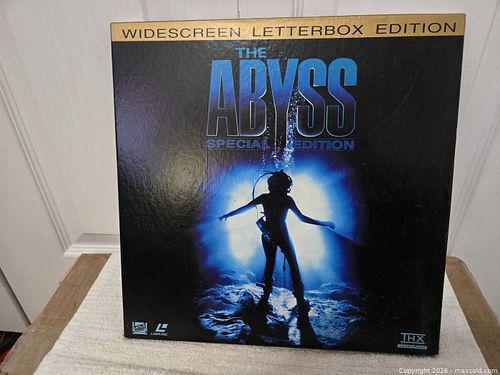 WIDESCREEN LETTERBOX EDITION
THE
ABYSS
SPECIAL EDITION
THX
Copyright 2026 - maxsold.com